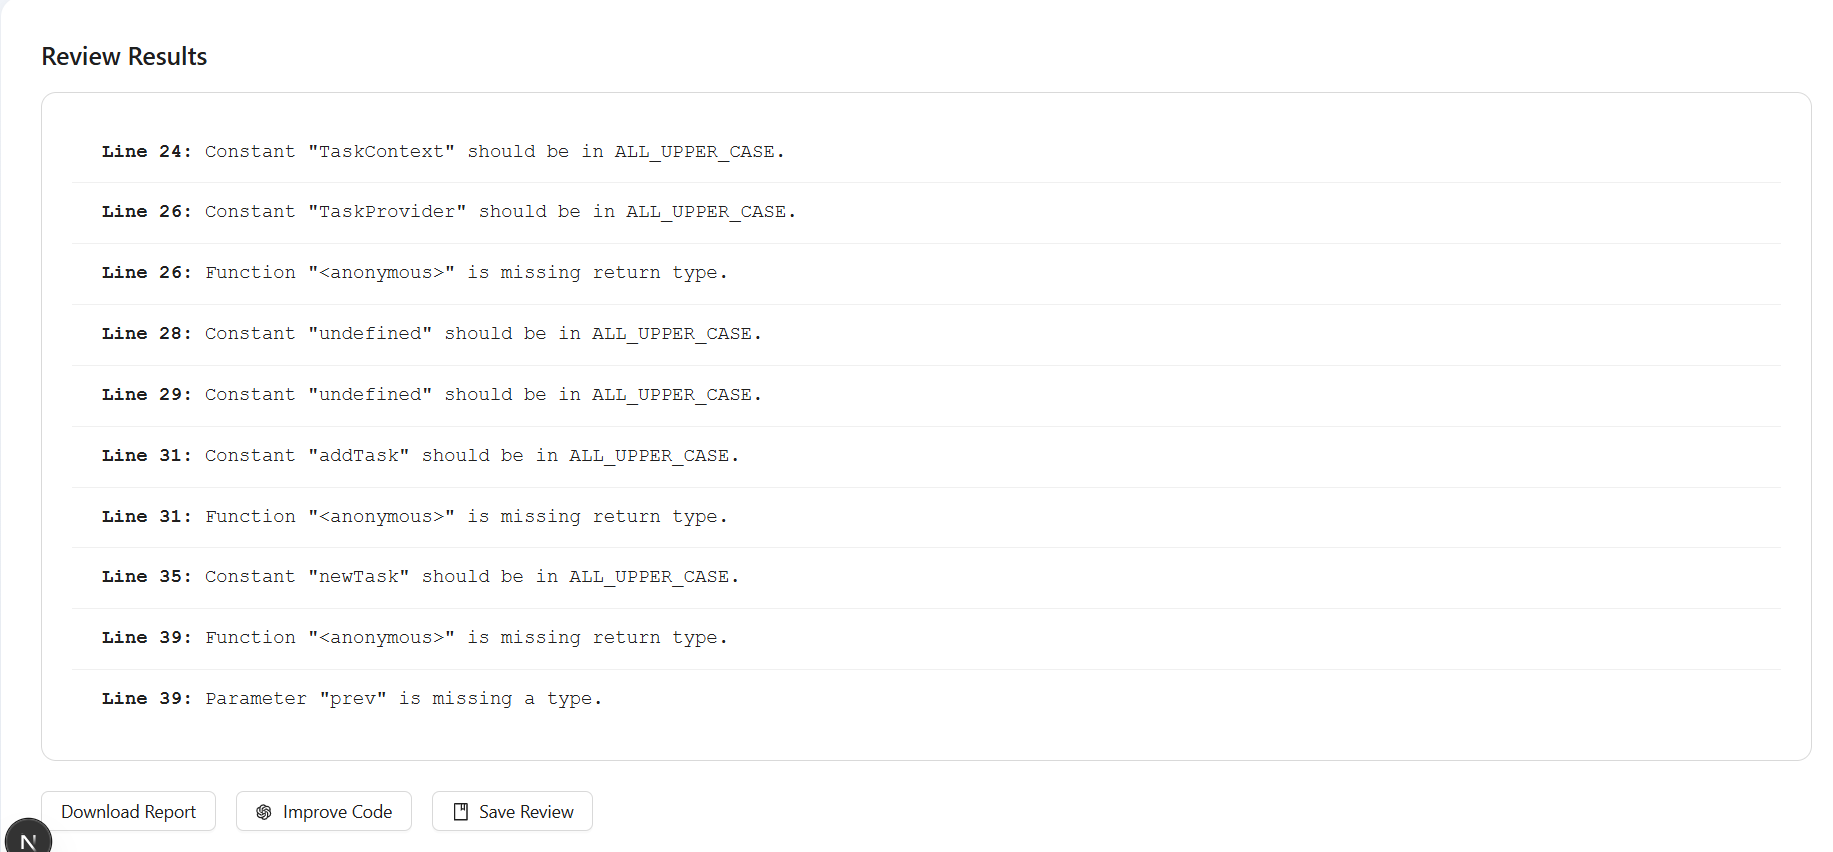 Review Results
Line 24: Constant "TaskContext" should be in ALL_UPPER_CASE.
Line 26: Constant "TaskProvider" should be in ALL_UPPER_CASE.
Line 26: Function "<anonymous>" is missing return type.
Line 28: Constant "undefined" should be in ALL_UPPER_CASE.
Line 29: Constant "undefined" should be in ALL_UPPER_CASE.
Line 31: Constant "addTask" should be in ALL_UPPER_CASE.
Line 31: Function "<anonymous>" is missing return type.
Line 35: Constant "newTask" should be in ALL_UPPER_CASE.
Line 39: Function "<anonymous>" is missing return type.
Line 39: Parameter "prev" is missing a type.
Download Report Improve Code Save Review
N